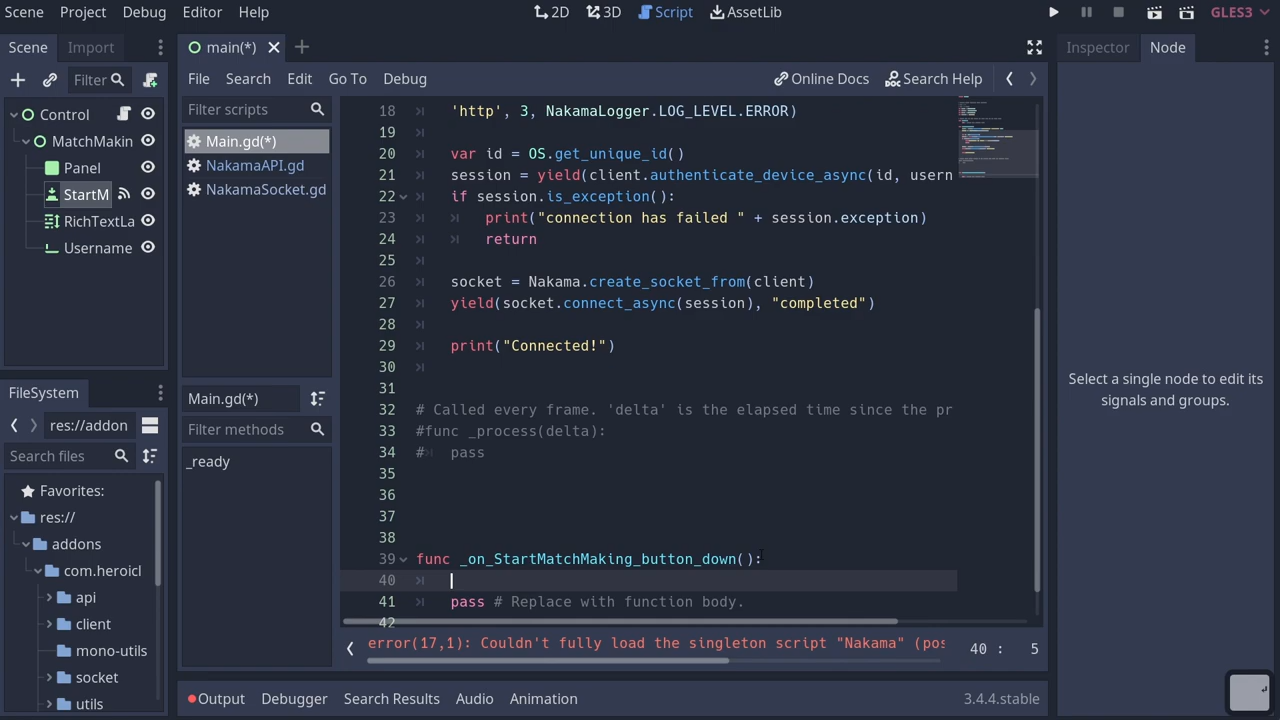 Scene Project Debug Editor Help
2D 3D Script AssetLib
GLES3
Scene Import
main(*)
Inspector Node
Filter
File Search Edit Go To Debug
Online Docs Search Help
Control
MatchMakin
Panel
StartM
RichTextLa
Username
Filter scripts
Main.gd(*)
NakamaSocket.gd
18 'http', 3, NakamaLogger.LOG_LEVEL.ERROR)
19
20 var id = OS.get_unique_id()
21 session = yield(client.authenticate_device_async(id, usern
22 if session.is_exception():
23 print("connection has failed " + session.exception)
24 return
25
26 socket = Nakama.create_socket_from(client)
27 yield(socket.connect_async(session), "completed")
28
29 print("Connected!")
30
31
32 # Called every frame. 'delta' is the elapsed time since the pr
33 #func _process(delta):
34 # pass
35
36
37
38
39 func _on_StartMatchMaking_button_down():
40
41 pass # Replace with function body.
42
Main.gd(*)
Filter methods
_ready
error(17,1): Couldn't fully load the singleton script "Nakama" (pos
40 : 5
FileSystem
res://addon
Search files
Favorites:
res://
addons
com.heroicl
api
client
mono-utils
socket
utils
Select a single node to edit its
signals and groups.
Output Debugger Search Results Audio Animation
3.4.4.stable